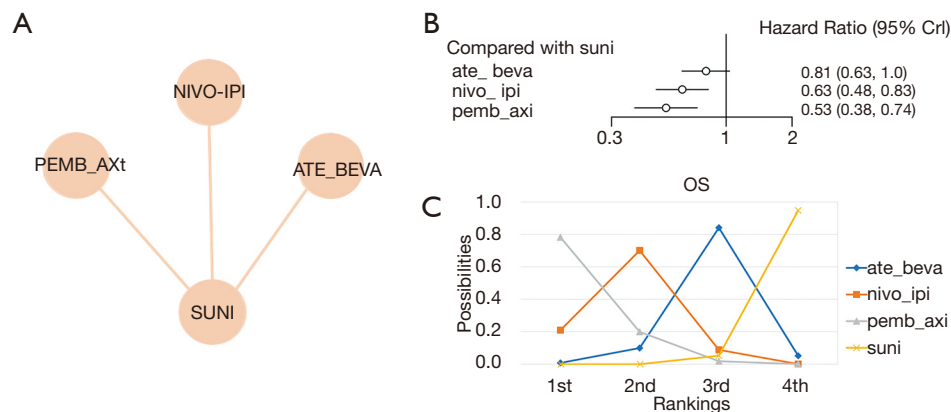 A
NIVO-IPI
PEMB_AXt
ATE_BEVA
SUNI
B
Hazard Ratio (95% Crl)
Compared with suni
ate_ beva
0.81 (0.63, 1.0)
nivo_ ipi
0.63 (0.48, 0.83)
pemb_axi
0.53 (0.38, 0.74)
0.3
1
2
C
OS
1.0
0.8
0.6
0.4
0.2
0.0
Possibilities
1st
2nd
3rd
4th
Rankings
ate_beva
nivo_ipi
pemb_axi
suni